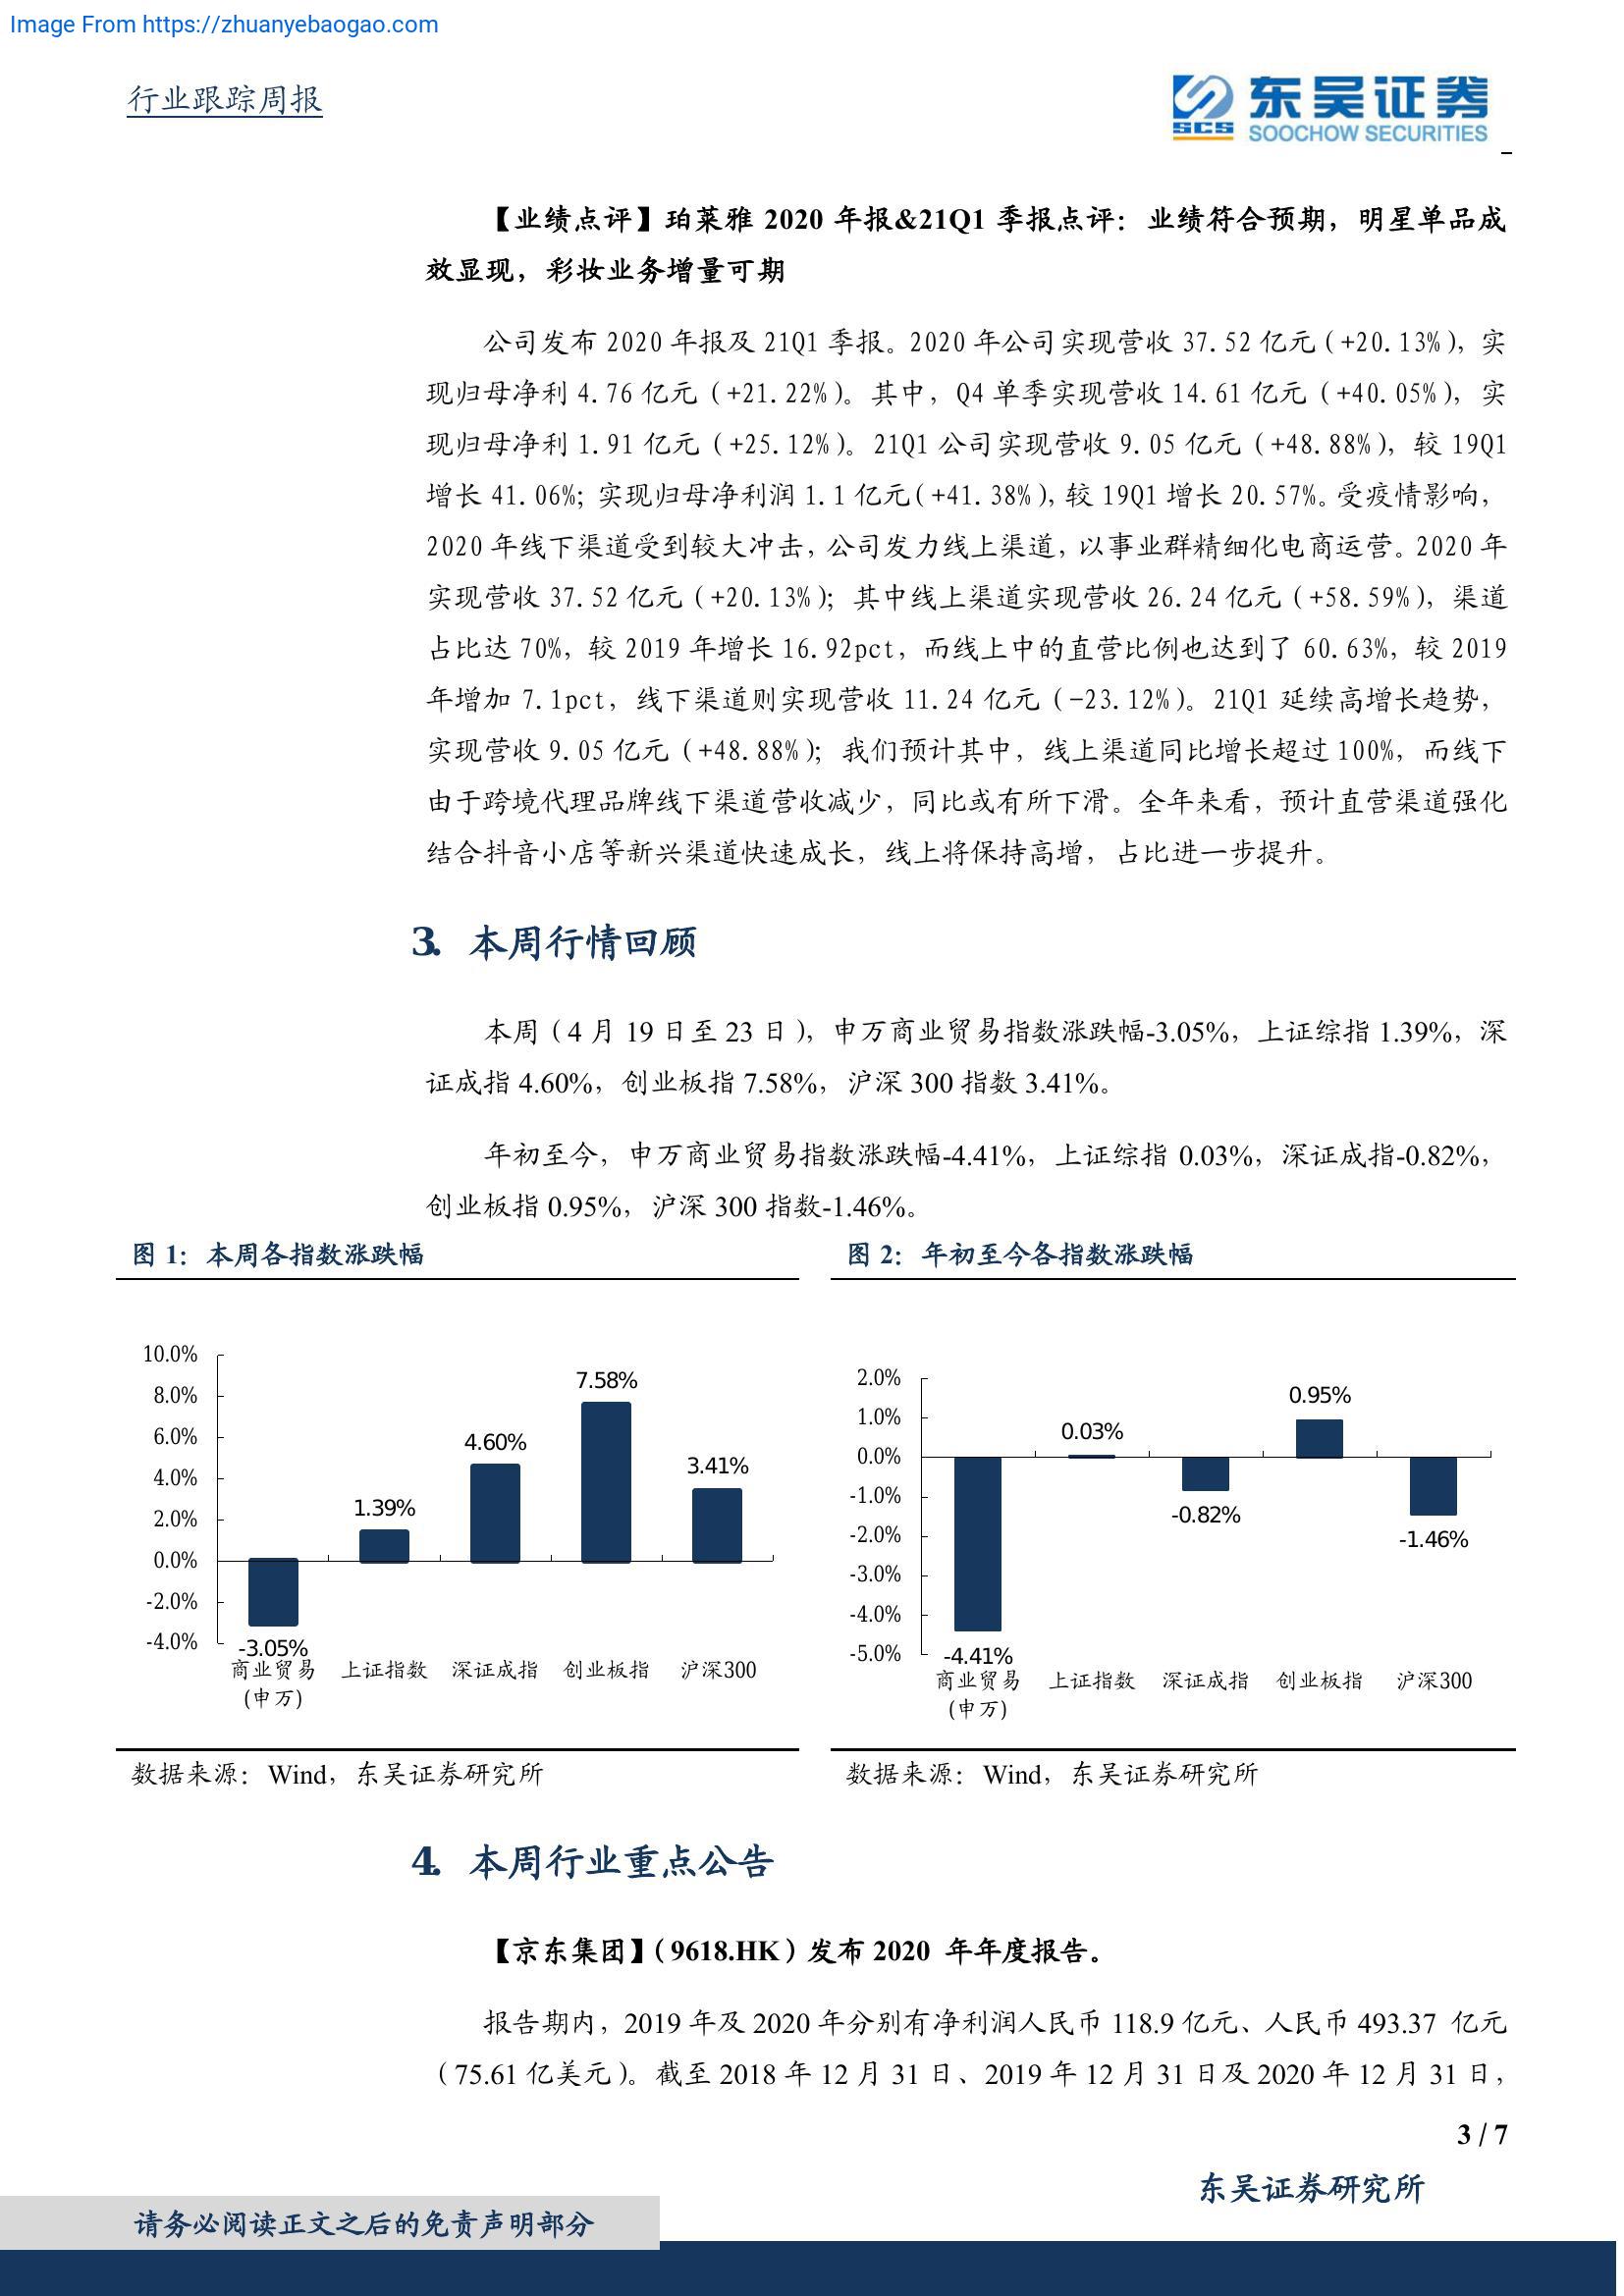 Image From https://zhuanyebaogao.com
行业跟踪周报
东吴证券
SCS
SOOCHOW SECURITIES
【业绩点评】珀莱雅 2020 年报&21Q1 季报点评：业绩符合预期，明星单品成
效显现，彩妆业务增量可期
公司发布 2020 年报及 21Q1 季报。2020 年公司实现营收 37.52 亿元（+20.13%），实
现归母净利 4.76 亿元（+21.22%）。其中，Q4 单季实现营收 14.61 亿元（+40.05%），实
现归母净利 1.91 亿元（+25.12%）。21Q1 公司实现营收 9.05 亿元（+48.88%），较 19Q1
增长 41.06%；实现归母净利润 1.1 亿元（+41.38%），较 19Q1 增长 20.57%。受疫情影响，
2020 年线下渠道受到较大冲击，公司发力线上渠道，以事业群精细化电商运营。2020 年
实现营收 37.52 亿元（+20.13%）；其中线上渠道实现营收 26.24 亿元（+58.59%），渠道
占比达 70%，较 2019 年增长 16.92pct，而线上中的直营比例也达到了 60.63%，较 2019
年增加 7.1pct，线下渠道则实现营收 11.24 亿元（-23.12%）。21Q1 延续高增长趋势，
实现营收 9.05 亿元（+48.88%）；我们预计其中，线上渠道同比增长超过 100%，而线下
由于跨境代理品牌线下渠道营收减少，同比或有所下滑。全年来看，预计直营渠道强化
结合抖音小店等新兴渠道快速成长，线上将保持高增，占比进一步提升。
3. 本周行情回顾
本周（4 月 19 日至 23 日），申万商业贸易指数涨跌幅-3.05%，上证综指 1.39%，深
证成指 4.60%，创业板指 7.58%，沪深 300 指数 3.41%。
年初至今，申万商业贸易指数涨跌幅-4.41%，上证综指 0.03%，深证成指-0.82%，
创业板指 0.95%，沪深 300 指数-1.46%。
图 1：本周各指数涨跌幅
10.0%
8.0%
6.0%
4.0%
2.0%
0.0%
-2.0%
-4.0%
-3.05%
1.39%
4.60%
7.58%
3.41%
商业贸易 上证指数 深证成指 创业板指 沪深300
(申万)
数据来源：Wind，东吴证券研究所
图 2：年初至今各指数涨跌幅
2.0%
1.0%
0.0%
-1.0%
-2.0%
-3.0%
-4.0%
-5.0%
-4.41%
0.03%
-0.82%
0.95%
-1.46%
商业贸易 上证指数 深证成指 创业板指 沪深300
(申万)
数据来源：Wind，东吴证券研究所
4. 本周行业重点公告
【京东集团】（9618.HK）发布 2020 年年度报告。
报告期内，2019 年及 2020 年分别有净利润人民币 118.9 亿元、人民币 493.37 亿元
（75.61 亿美元）。截至 2018 年 12 月 31 日、2019 年 12 月 31 日及 2020 年 12 月 31 日，
3 / 7
东吴证券研究所
请务必阅读正文之后的免责声明部分